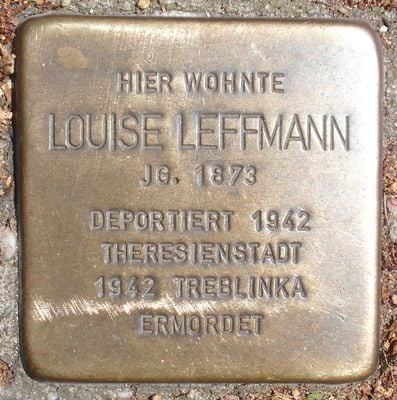 HIER WOHNTE
LOUISE LEFFMANN
JG. 1873
DEPORTIERT 1942
THERESIENSTADT
1942 TREBLINKA
ERMORDET